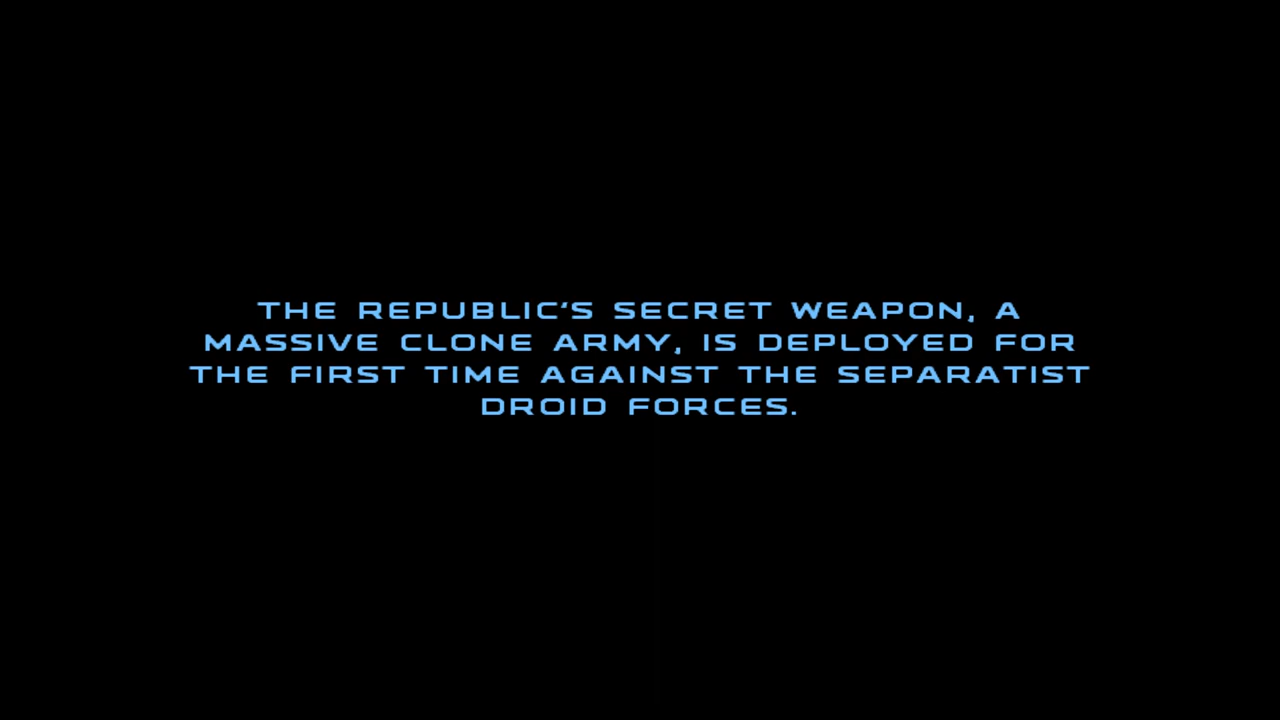 THE REPUBLIC'S SECRET WEAPON, A
MASSIVE CLONE ARMY, IS DEPLOYED FOR
THE FIRST TIME AGAINST THE SEPARATIST
DROID FORCES.